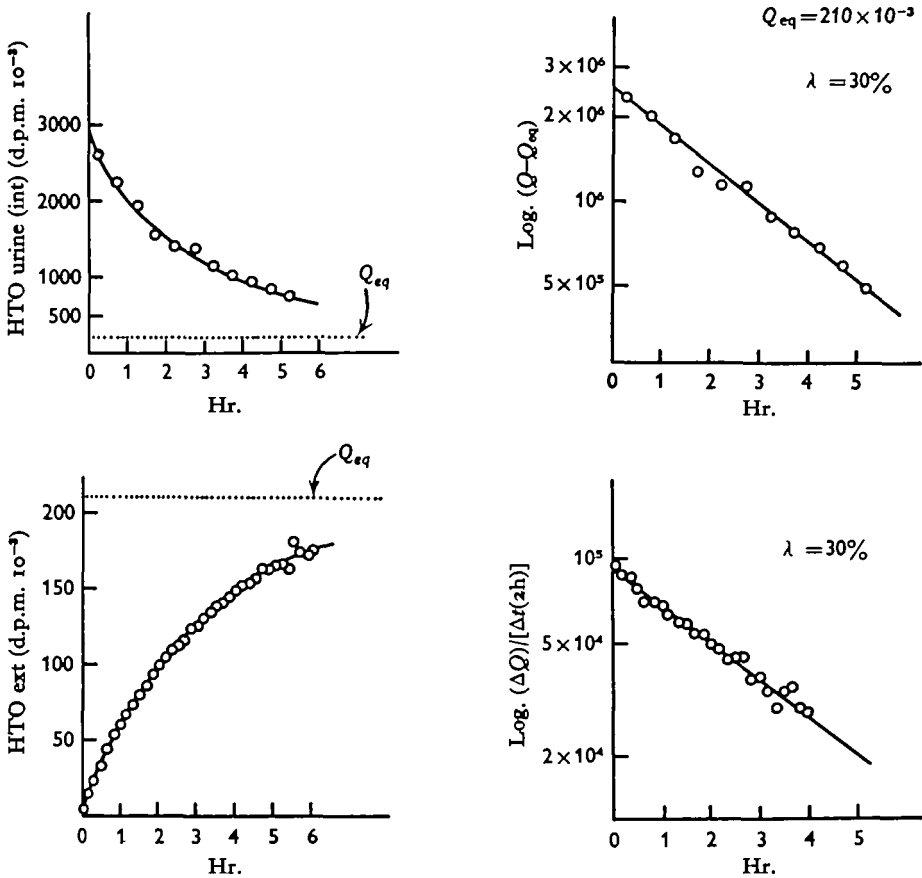 HTO urine (int) (d.p.m. 10⁻³)
3000
2000
1000
500
Q_eq
0 1 2 3 4 5 6
Hr.
Q_eq = 210 × 10⁻³
λ = 30%
Log. (Q–Q_eq)
3 × 10⁶
2 × 10⁶
10⁶
5 × 10⁵
0 1 2 3 4 5
Hr.
HTO ext (d.p.m. 10⁻³)
Q_eq
200
150
100
50
0 1 2 3 4 5 6
Hr.
λ = 30%
Log. (ΔQ)/[Δt(2h)]
10⁵
5 × 10⁴
2 × 10⁴
0 1 2 3 4 5
Hr.